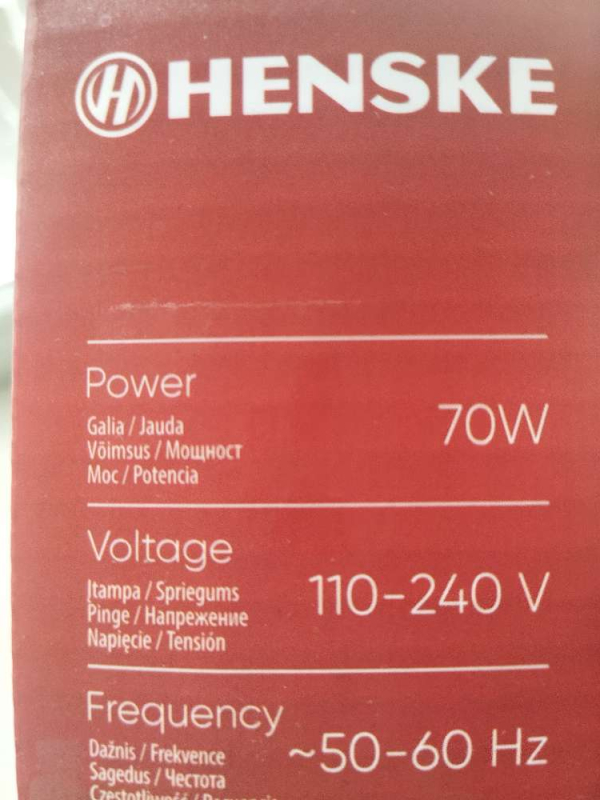 HENSKE
Power
Galia / Jauda
Võimsus / Мощност
Moc / Potencia
70W
Voltage
Įtampa / Spriegums
Pinge / Напрежение
Napięcie / Tensión
110-240 V
Frequency
Dažnis / Frekvence
Sagedus / Честота
Częstotliwość /
~50-60 Hz